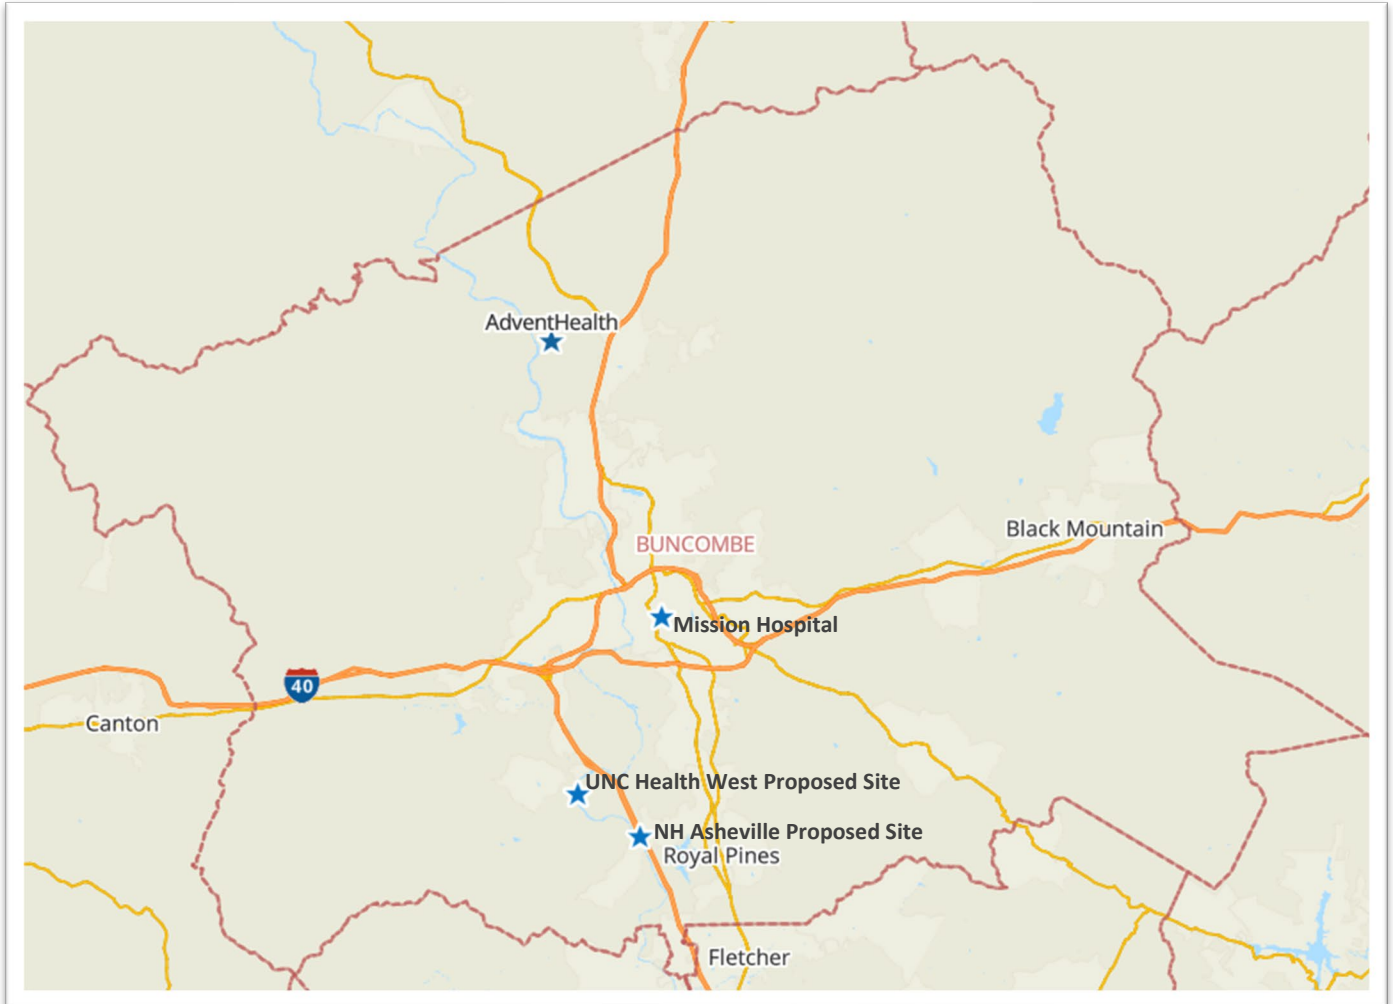 AdventHealth
Black Mountain
BUNCOMBE
Mission Hospital
40
Canton
UNC Health West Proposed Site
NH Asheville Proposed Site
Royal Pines
Fletcher